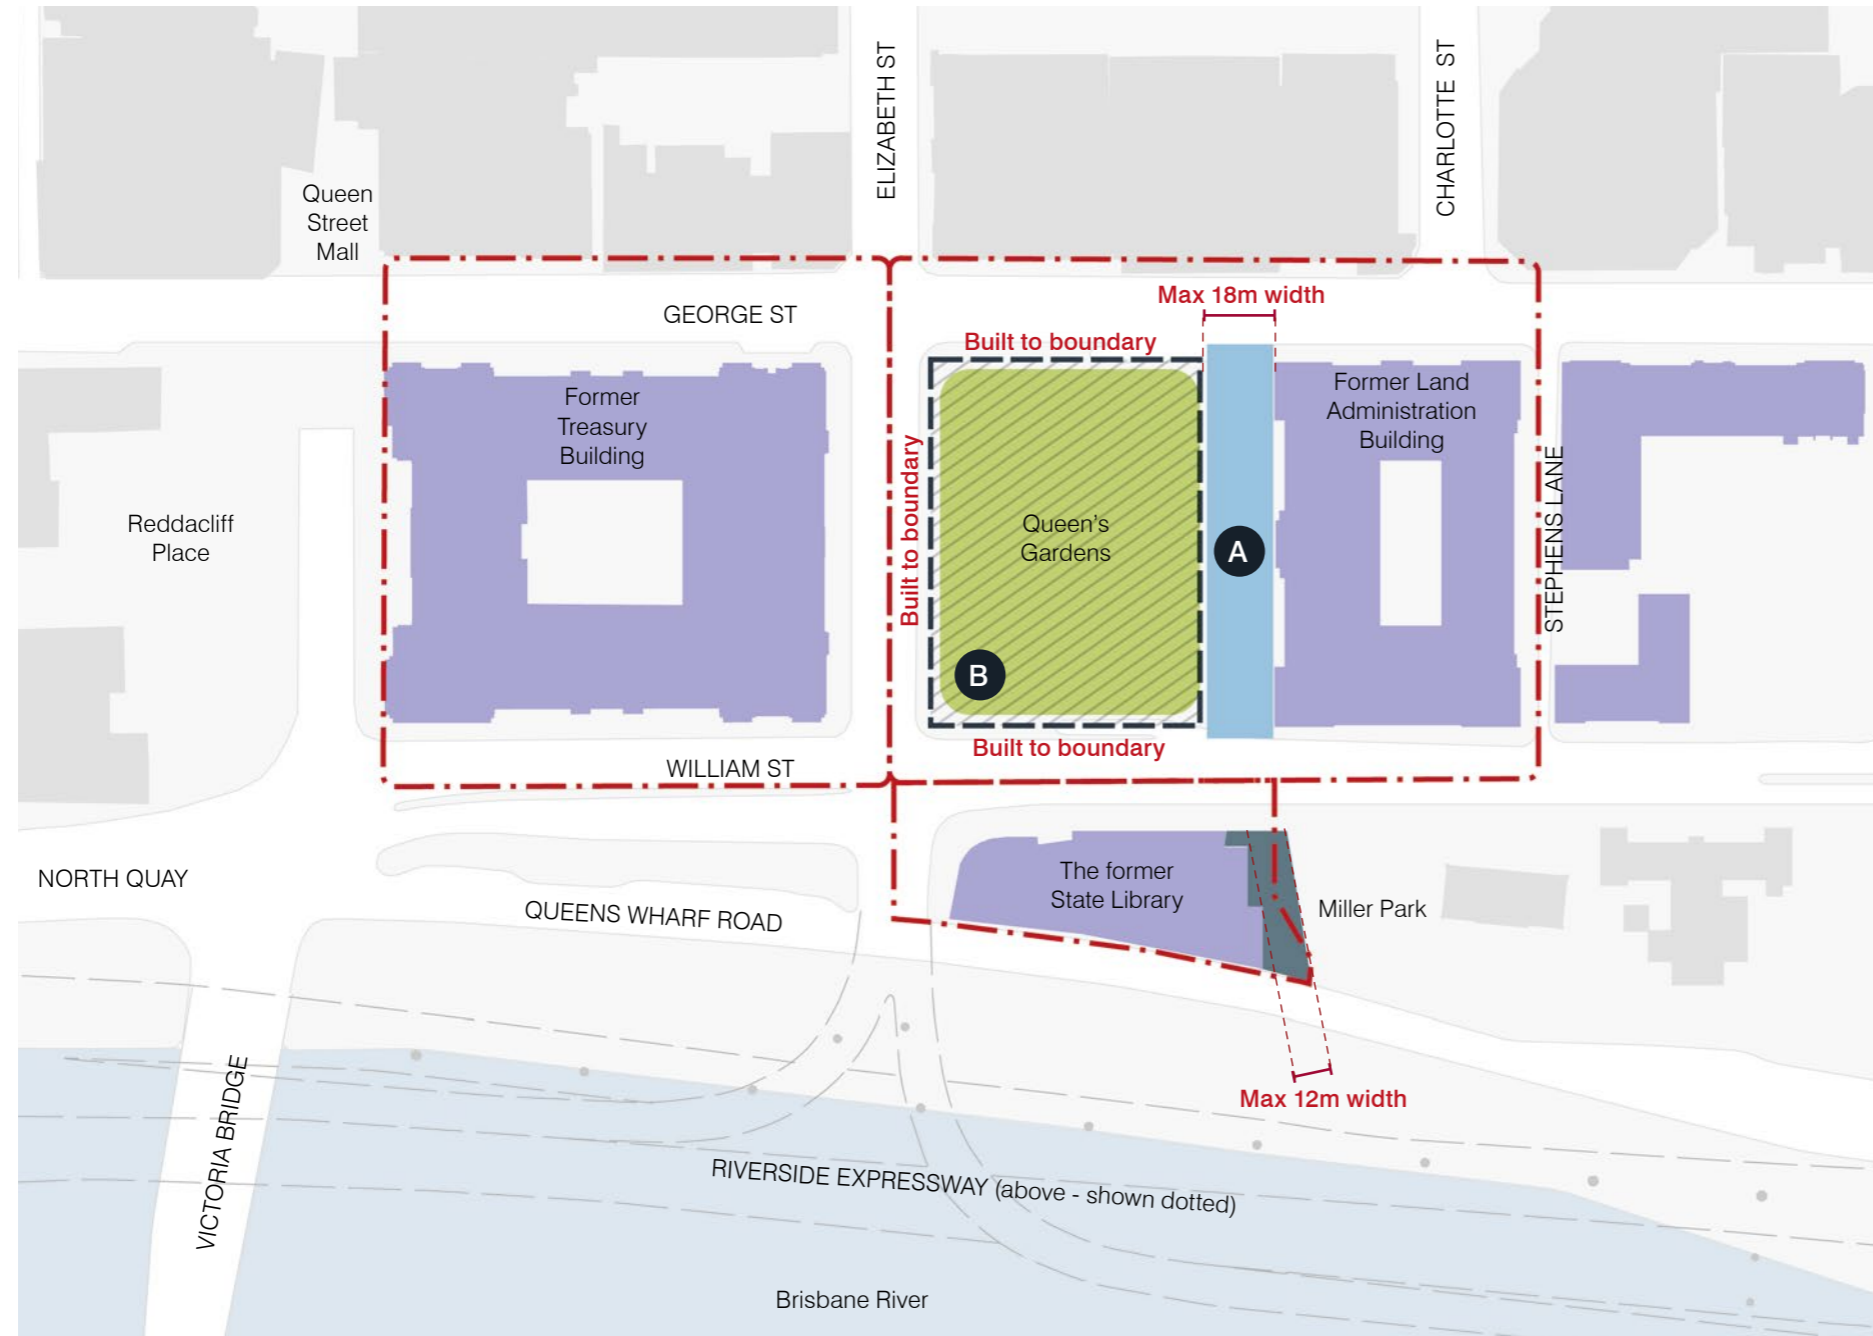 ELIZABETH ST
CHARLOTTE ST
Queen
Street
Mall
GEORGE ST
Max 18m width
Built to boundary
Former
Treasury
Building
Former Land
Administration
Building
Built to boundary
STEPHENS LANE
Reddacliff
Place
Queen's
Gardens
A
B
Built to boundary
WILLIAM ST
NORTH QUAY
QUEENS WHARF ROAD
The former
State Library
Miller Park
Max 12m width
VICTORIA BRIDGE
RIVERSIDE EXPRESSWAY (above - shown dotted)
Brisbane River